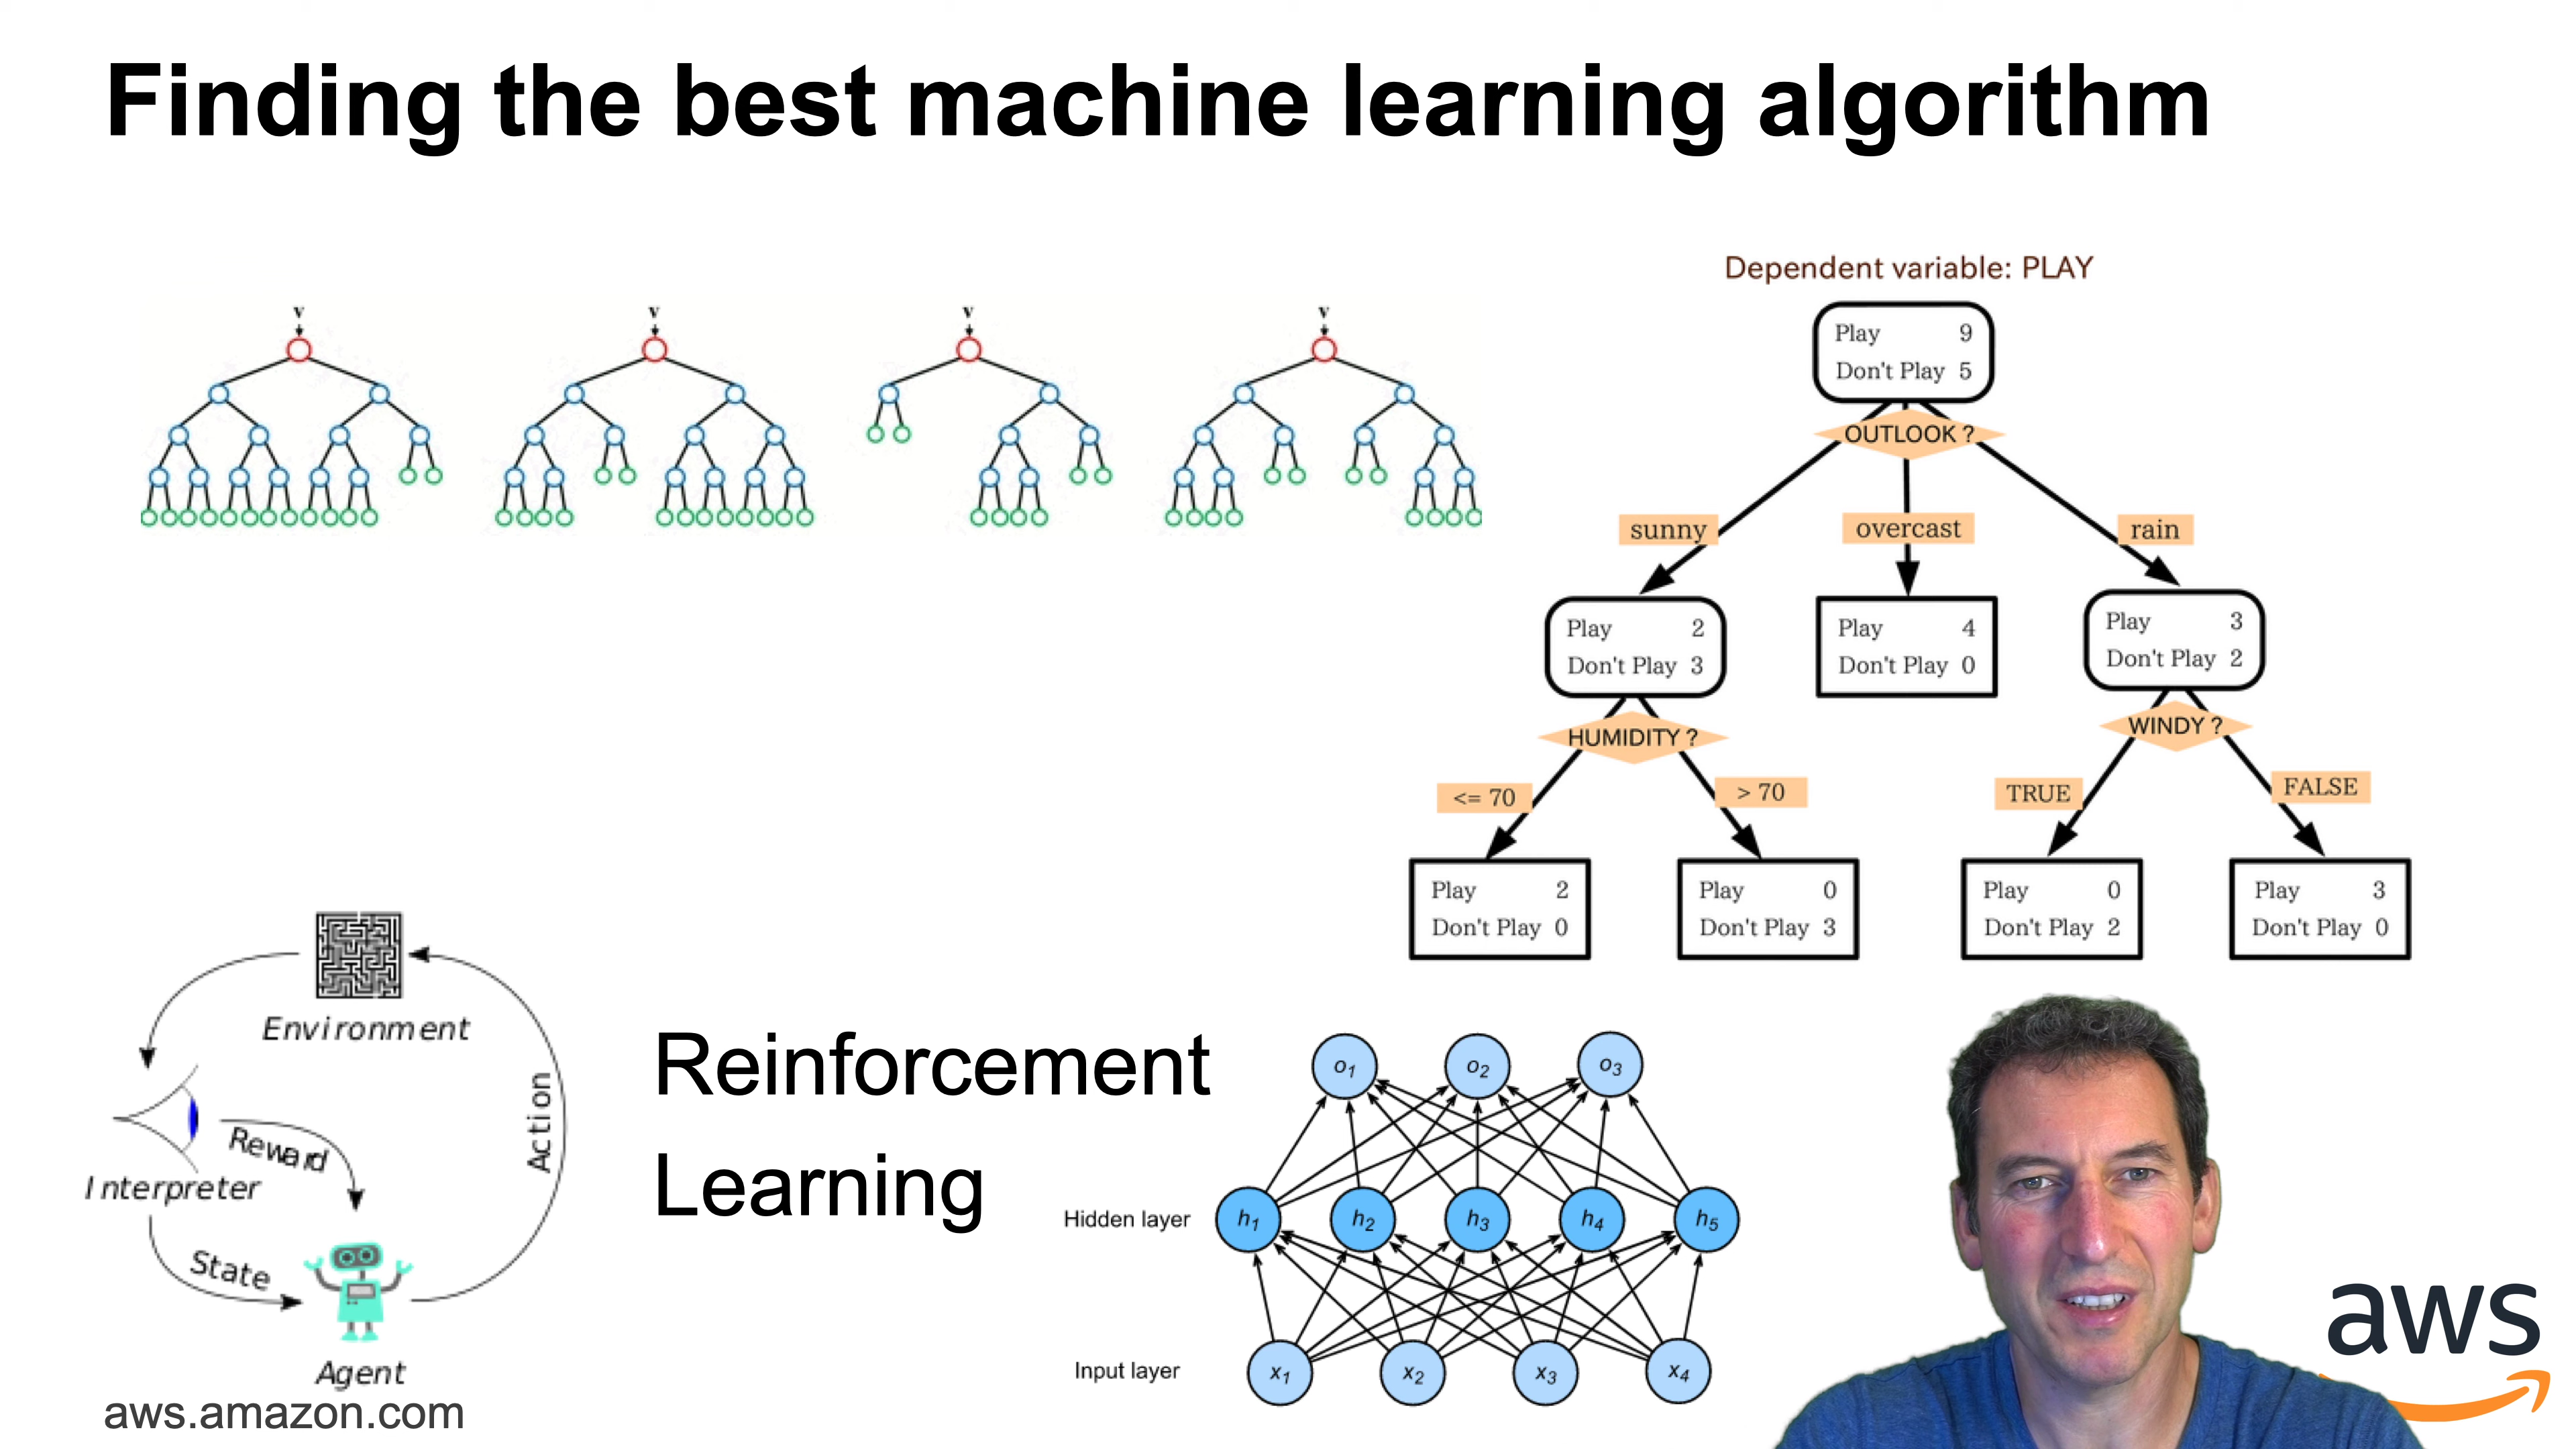 Finding the best machine learning algorithm
v v v v
Dependent variable: PLAY
Play 9
Don't Play 5
OUTLOOK ?
sunny overcast rain
Play 2
Don't Play 3
Play 4
Don't Play 0
Play 3
Don't Play 2
HUMIDITY ?
WINDY ?
<= 70 > 70
TRUE FALSE
Play 2
Don't Play 0
Play 0
Don't Play 3
Play 0
Don't Play 2
Play 3
Don't Play 0
Environment
Reward
Interpreter
Action
State
Agent
Reinforcement
Learning
o1 o2 o3
Hidden layer h1 h2 h3 h4 h5
Input layer x1 x2 x3 x4
aws
aws.amazon.com